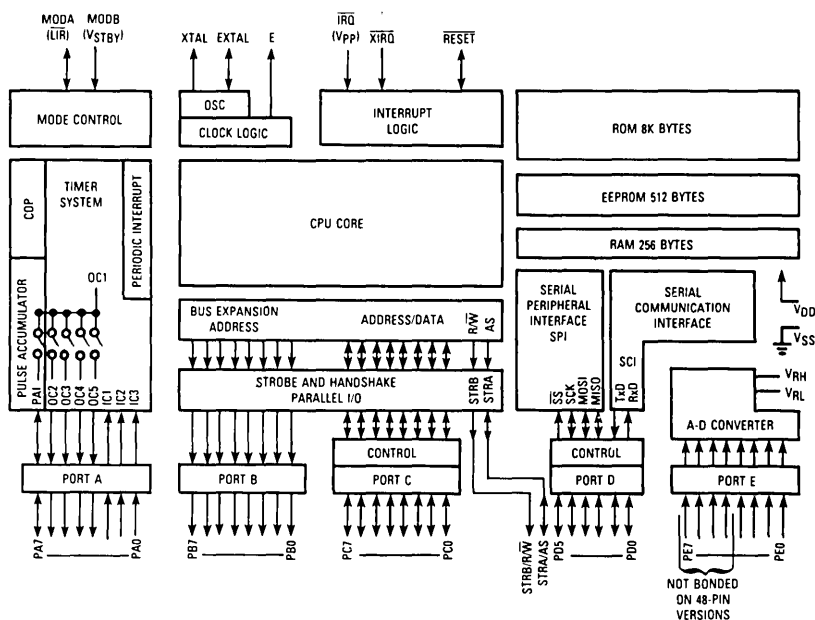 MODA
(L̅I̅R̅)
MODB
(VSTBY)
XTAL
EXTAL
E
I̅R̅Q̅
(VPP)
X̅I̅R̅Q̅
R̅E̅S̅E̅T̅
MODE CONTROL
OSC
CLOCK LOGIC
INTERRUPT
LOGIC
ROM 8K BYTES
COP
TIMER
SYSTEM
PERIODIC INTERRUPT
CPU CORE
EEPROM 512 BYTES
RAM 256 BYTES
PULSE ACCUMULATOR
OC1
PAI
OC2
OC3
OC4
OC5
IC1
IC2
IC3
BUS EXPANSION
ADDRESS
ADDRESS/DATA
R/W̅
AS
STROBE AND HANDSHAKE
PARALLEL I/O
STRB
STRA
SERIAL
PERIPHERAL
INTERFACE
SPI
S̅S̅
SCK
MOSI
MISO
SERIAL
COMMUNICATION
INTERFACE
SCI
TxD
RxD
VDD
VSS
VRH
VRL
A-D CONVERTER
CONTROL
CONTROL
PORT A
PORT B
PORT C
PORT D
PORT E
PA7
PA0
PB7
PB0
PC7
PC0
STRB/R/W̅
STRA/AS
PD5
PD0
PE7
PE0
NOT BONDED
ON 48-PIN
VERSIONS